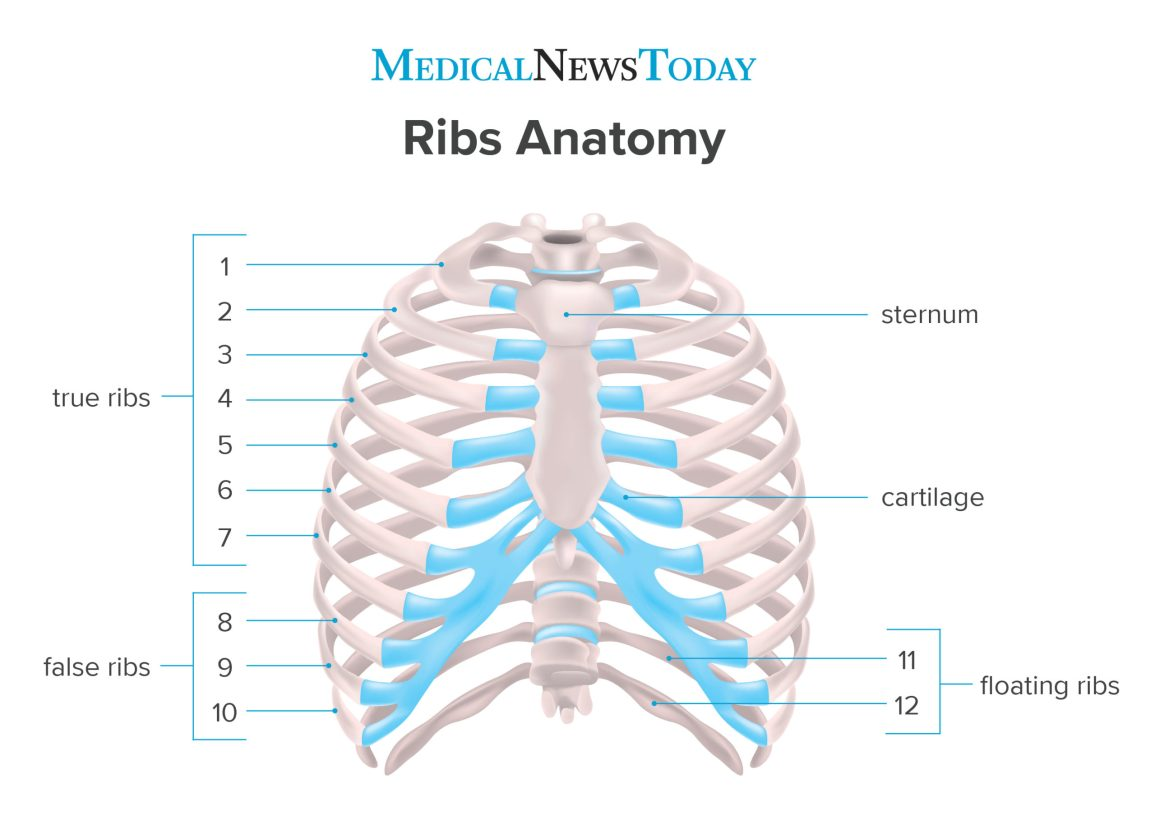 MEDICALNEWSTODAY
Ribs Anatomy
1
2
3
4
5
6
7
true ribs
8
9
10
false ribs
sternum
cartilage
11
12
floating ribs